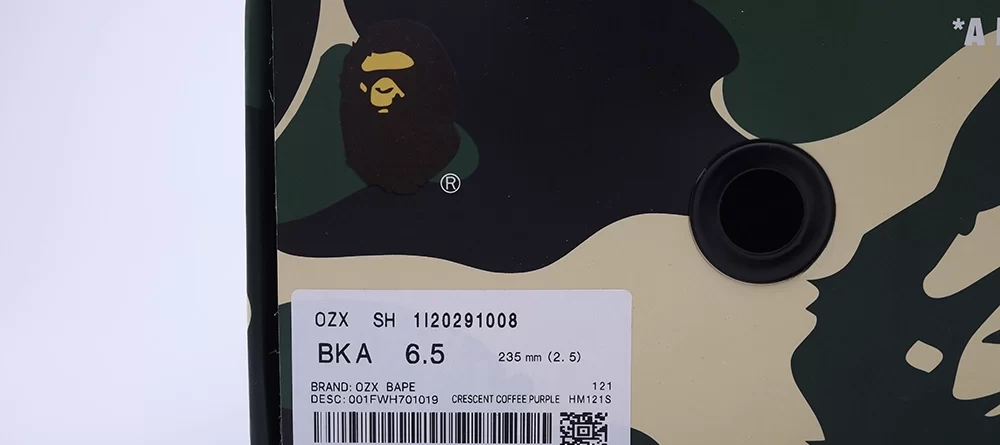 *A
®
OZX SH 1I20291008
BKA 6.5 235 mm (2.5)
BRAND: OZX BAPE 121
DESC: 001FWH701019 CRESCENT COFFEE PURPLE HM121S